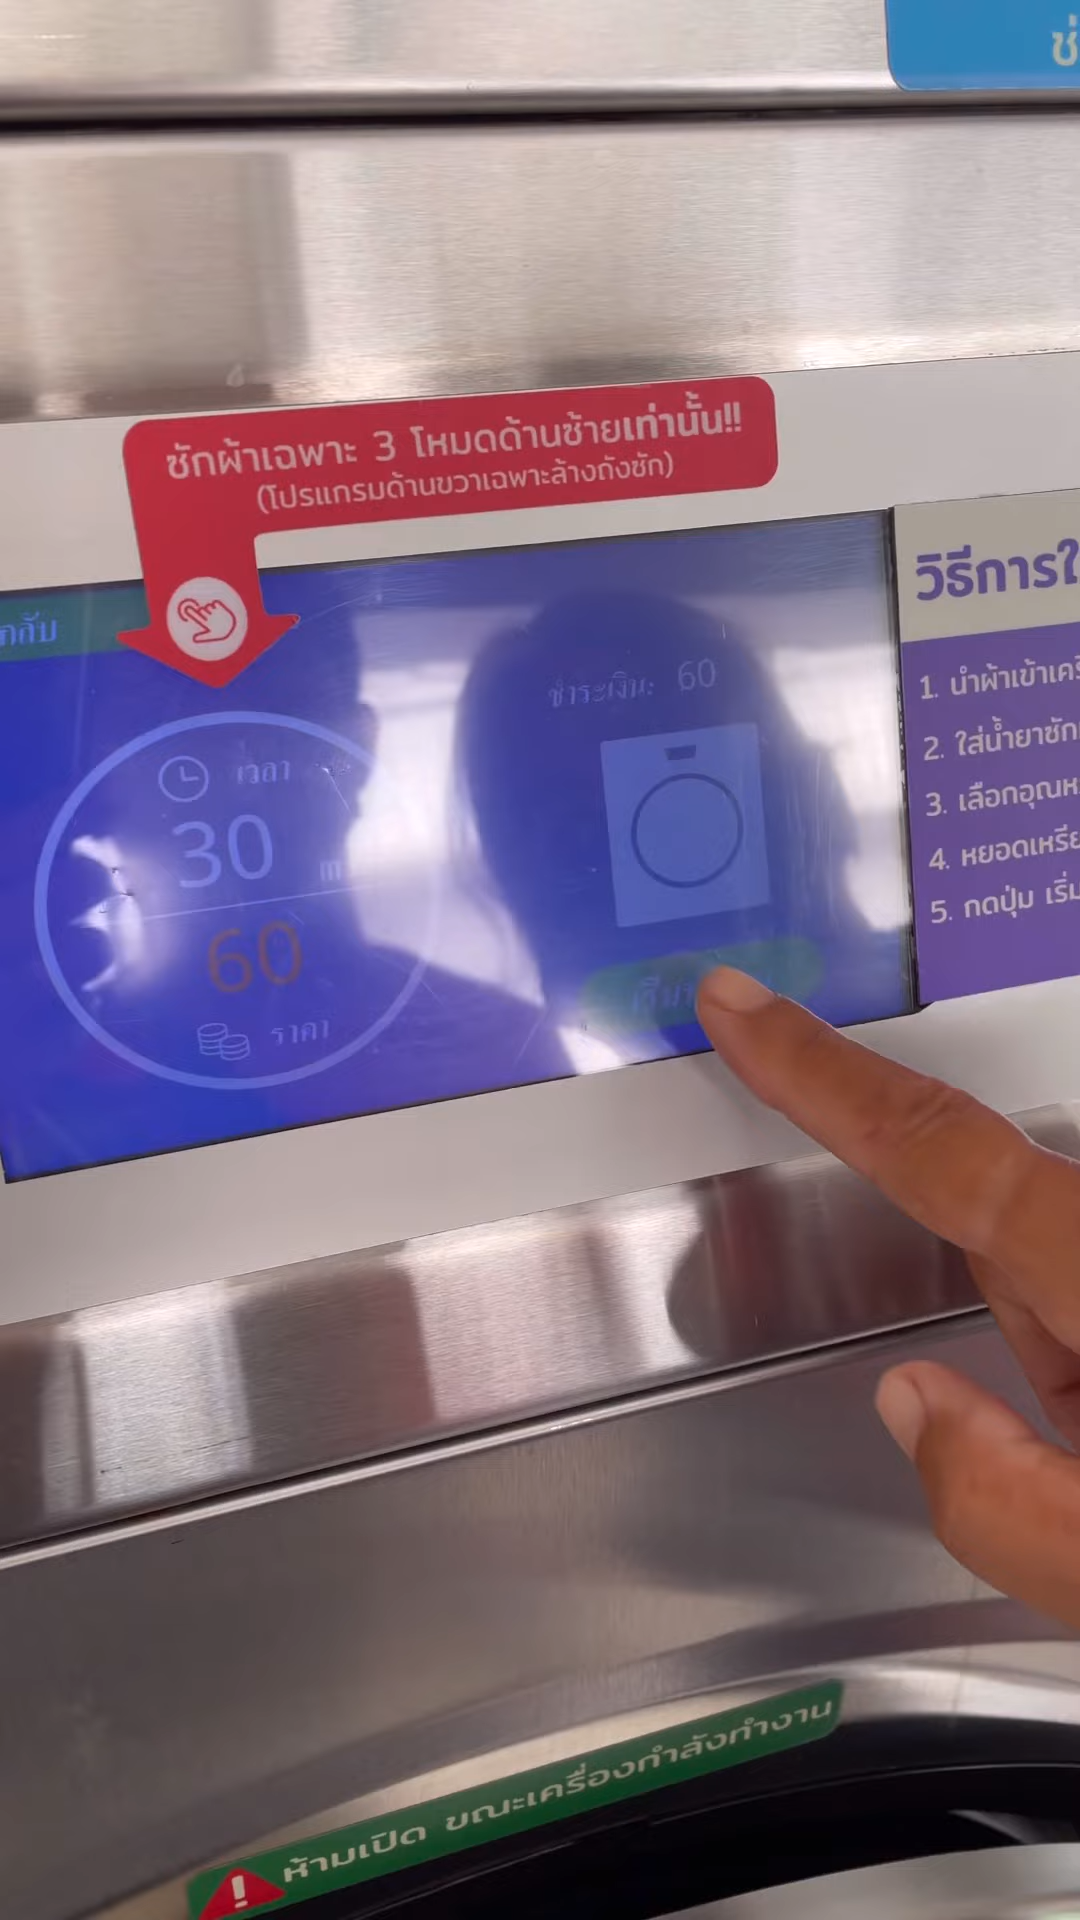 ซักผ้าเฉพาะ 3 โหมดด้านซ้ายเท่านั้น!!
(โปรแกรมด้านขวาเฉพาะล้างถังซัก)
เวลา
30
60
ราคา
ชำระเงิน: 60
วิธีการใ
1. นำผ้าเข้า
2. ใส่น้ำยาซัก
3. เลือกอุณห
4. หยอดเหรีย
5. กดปุ่ม เริ่ม
ห้ามเปิด ขณะเครื่องกำลังทำงาน